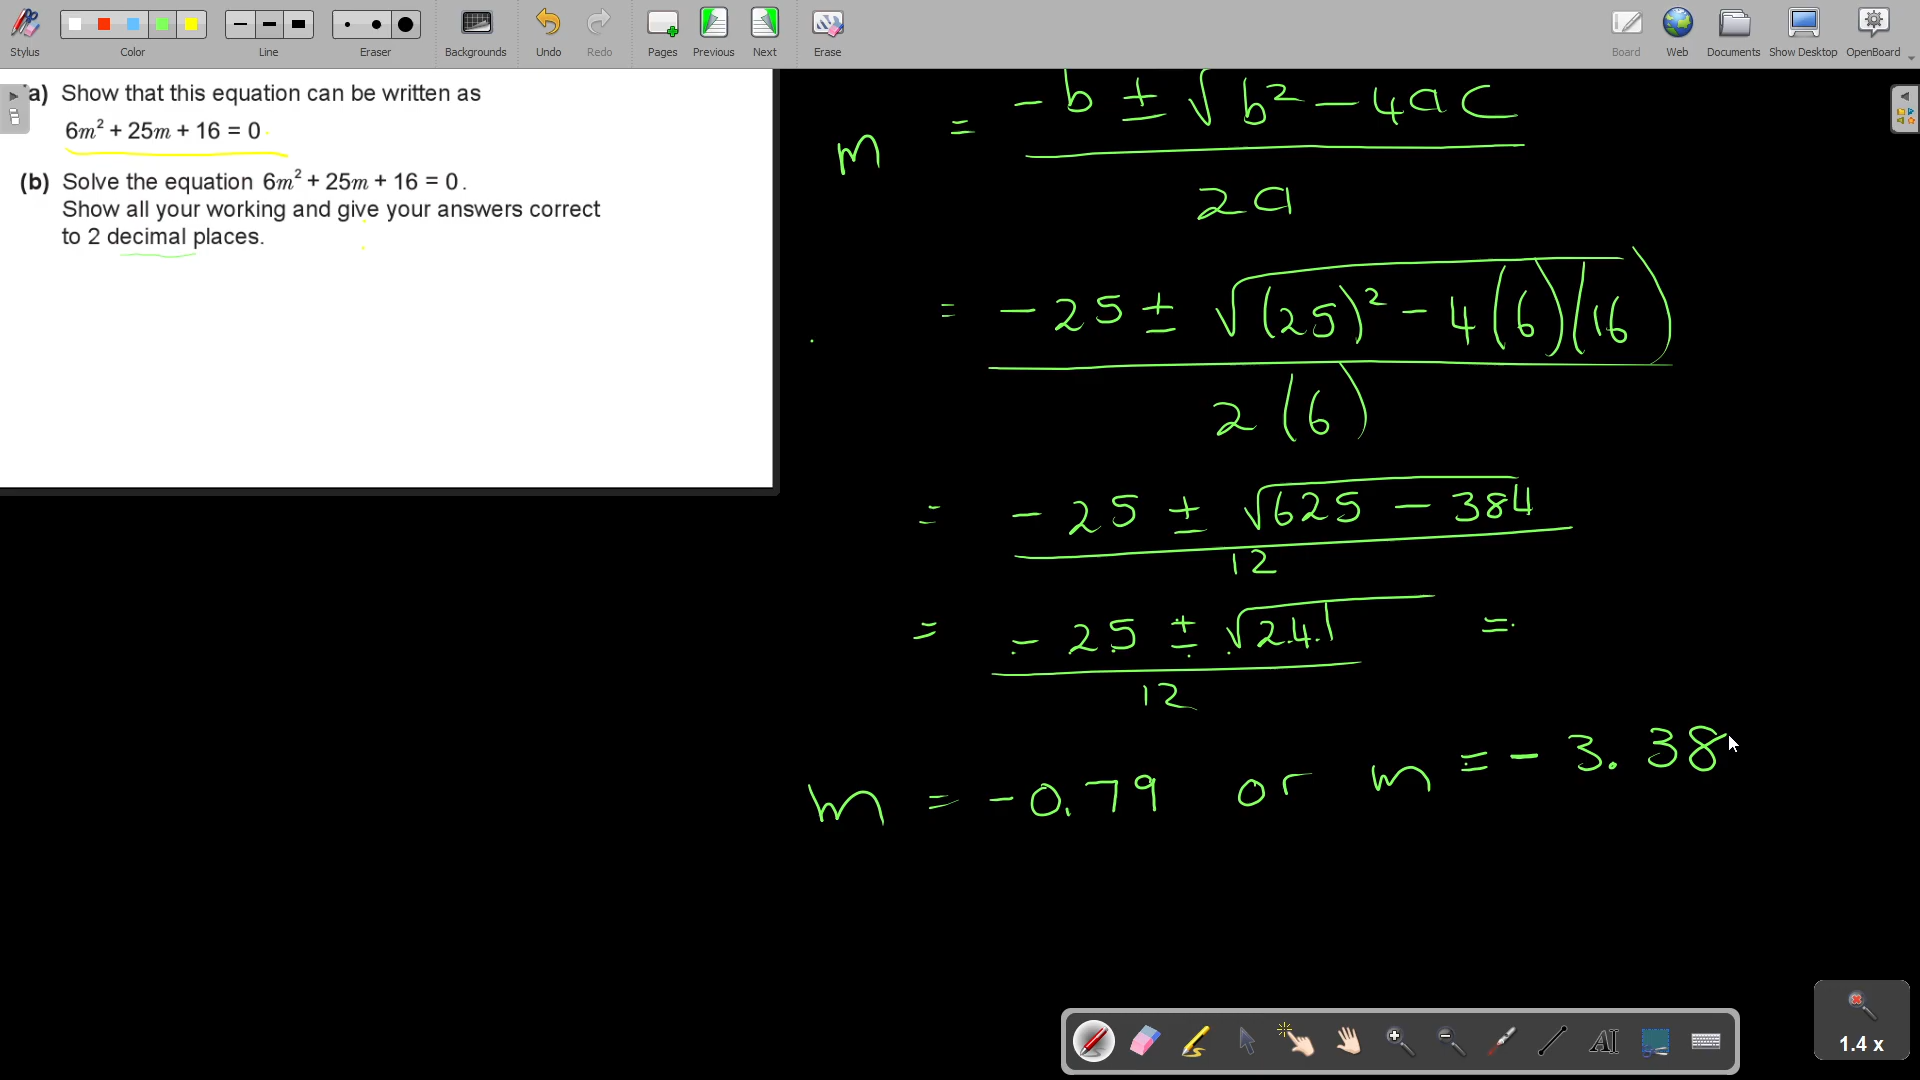 Stylus
Color
Line
Eraser
Backgrounds
Undo
Redo
Pages
Previous
Next
Erase
Board
Web
Documents
Show Desktop
OpenBoard
a) Show that this equation can be written as
6m² + 25m + 16 = 0
(b) Solve the equation 6m² + 25m + 16 = 0.
Show all your working and give your answers correct
to 2 decimal places.
m = -b ± √b² - 4ac
2a
= -25 ± √(25)² - 4(6)(16)
2(6)
= -25 ± √625 - 384
12
= -25 ± √241 =
12
m = -0.79 or m = -3.38
AI
1.4 x